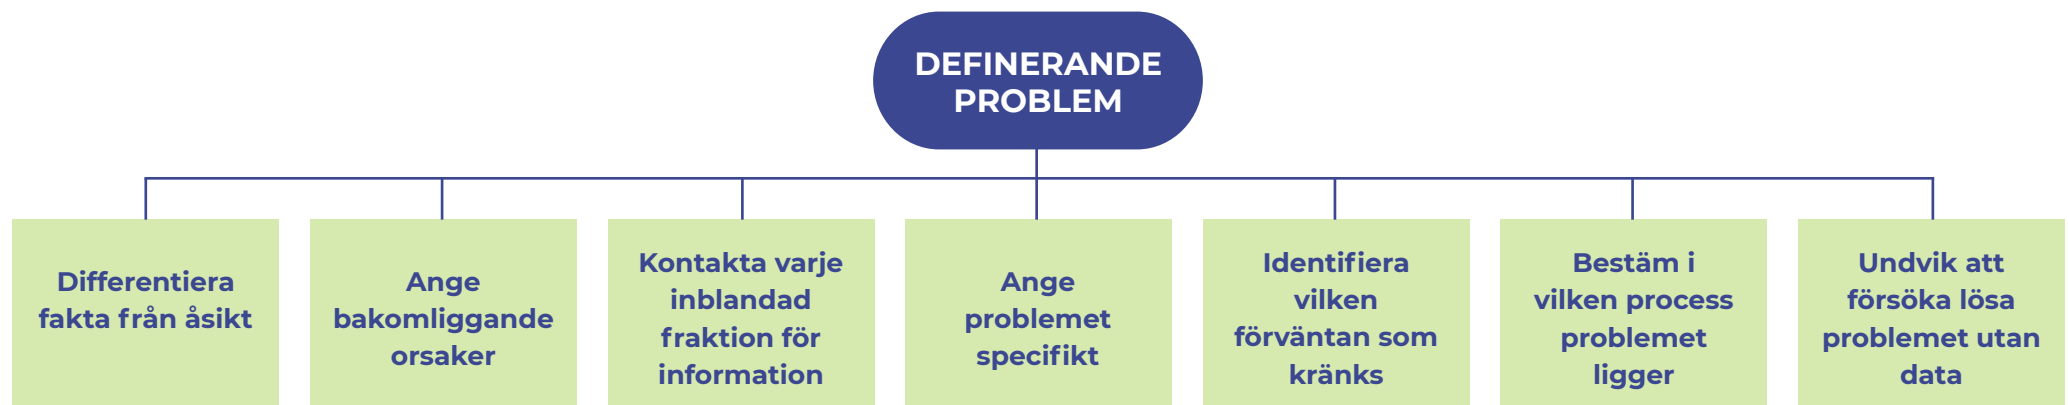 DEFINERANDE
PROBLEM
Differentiera
fakta från åsikt
Ange
bakomliggande
orsaker
Kontakta varje
inblandad
fraktion för
information
Ange
problemet
specifikt
Identifiera
vilken
förväntan som
kränks
Bestäm i
vilken process
problemet
ligger
Undvik att
försöka lösa
problemet utan
data